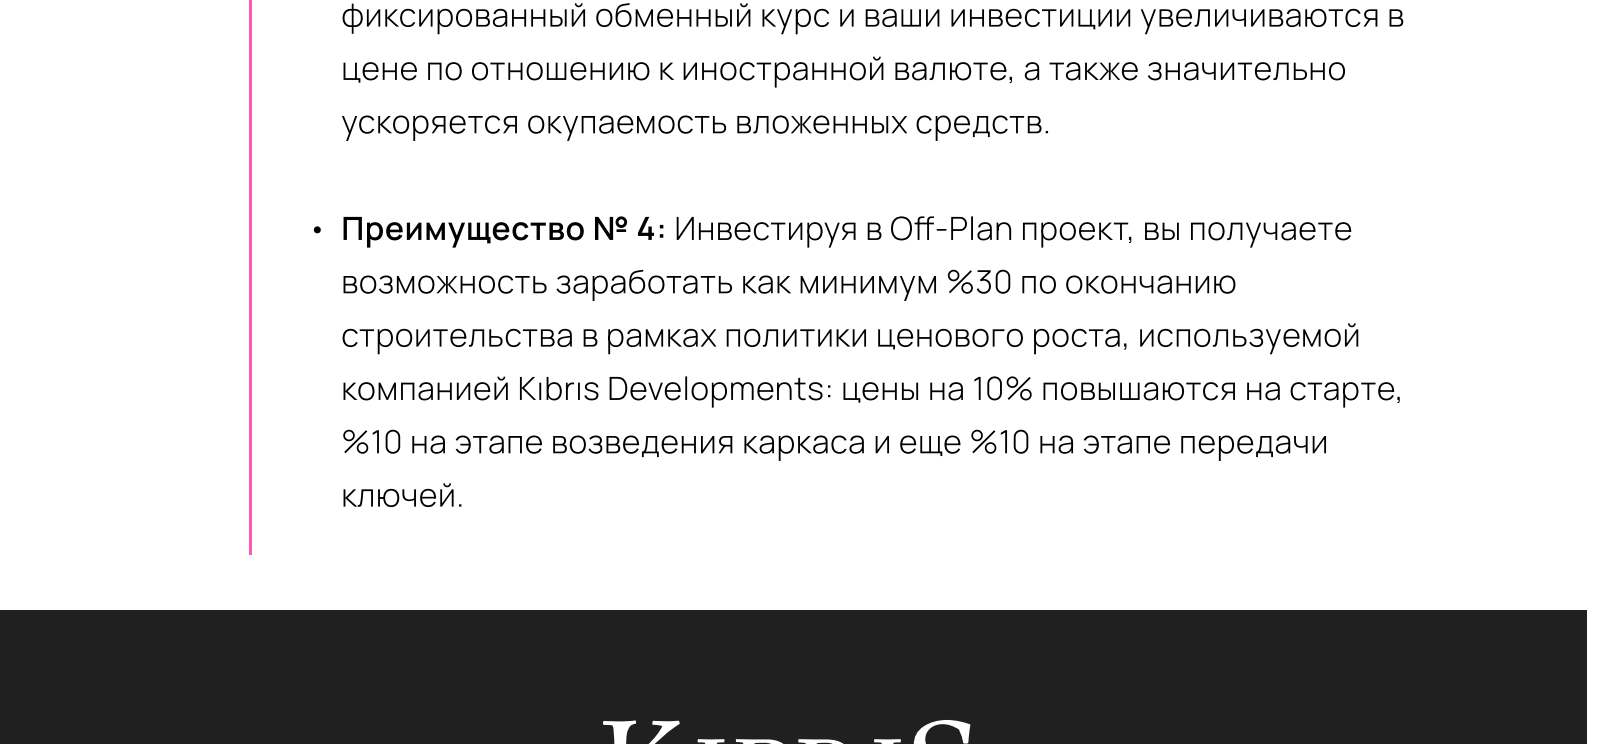 фиксированный обменный курс и ваши инвестиции увеличиваются в
цене по отношению к иностранной валюте, а также значительно
ускоряется окупаемость вложенных средств.
• Преимущество № 4: Инвестируя в Off-Plan проект, вы получаете
возможность заработать как минимум %30 по окончанию
строительства в рамках политики ценового роста, используемой
компанией Kıbrıs Developments: цены на 10% повышаются на старте,
%10 на этапе возведения каркаса и еще %10 на этапе передачи
ключей.
KIBRIS